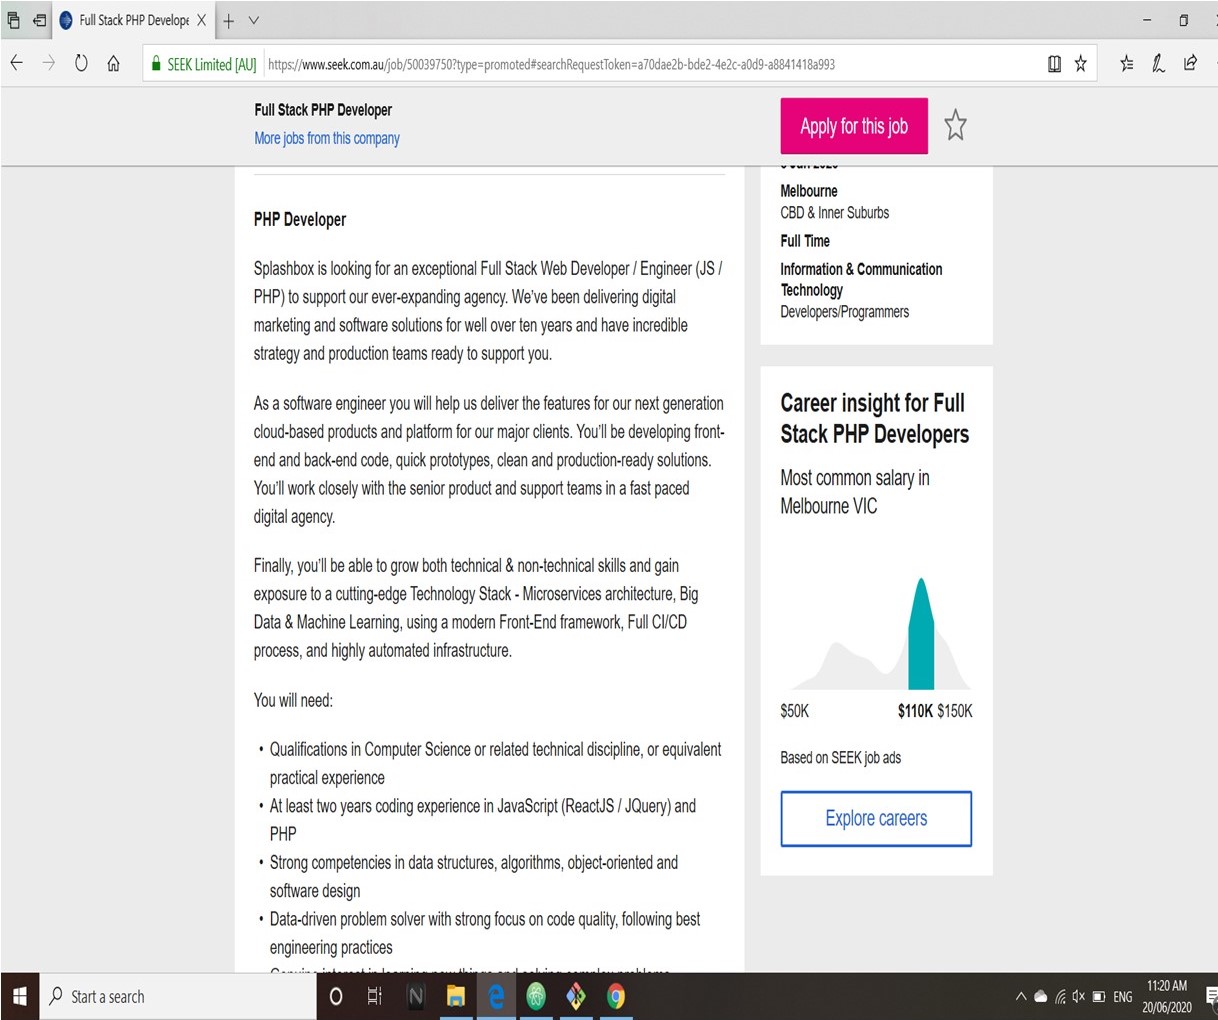 Full Stack PHP Develope
SEEK Limited [AU]
https://www.seek.com.au/job/50039750?type=promoted#searchRequestToken=a70dae2b-bde2-4e2c-a0d9-a8841418a993
Full Stack PHP Developer
More jobs from this company
Apply for this job
PHP Developer
Splashbox is looking for an exceptional Full Stack Web Developer / Engineer (JS /
PHP) to support our ever-expanding agency. We've been delivering digital
marketing and software solutions for well over ten years and have incredible
strategy and production teams ready to support you.
As a software engineer you will help us deliver the features for our next generation
cloud-based products and platform for our major clients. You'll be developing front-
end and back-end code, quick prototypes, clean and production-ready solutions.
You'll work closely with the senior product and support teams in a fast paced
digital agency.
Finally, you'll be able to grow both technical & non-technical skills and gain
exposure to a cutting-edge Technology Stack - Microservices architecture, Big
Data & Machine Learning, using a modern Front-End framework, Full CI/CD
process, and highly automated infrastructure.
You will need:
• Qualifications in Computer Science or related technical discipline, or equivalent
practical experience
• At least two years coding experience in JavaScript (ReactJS / JQuery) and
PHP
• Strong competencies in data structures, algorithms, object-oriented and
software design
• Data-driven problem solver with strong focus on code quality, following best
engineering practices
Melbourne
CBD & Inner Suburbs
Full Time
Information & Communication
Technology
Developers/Programmers
Career insight for Full
Stack PHP Developers
Most common salary in
Melbourne VIC
$50K $110K $150K
Based on SEEK job ads
Explore careers
Start a search
ENG
11:20 AM
20/06/2020